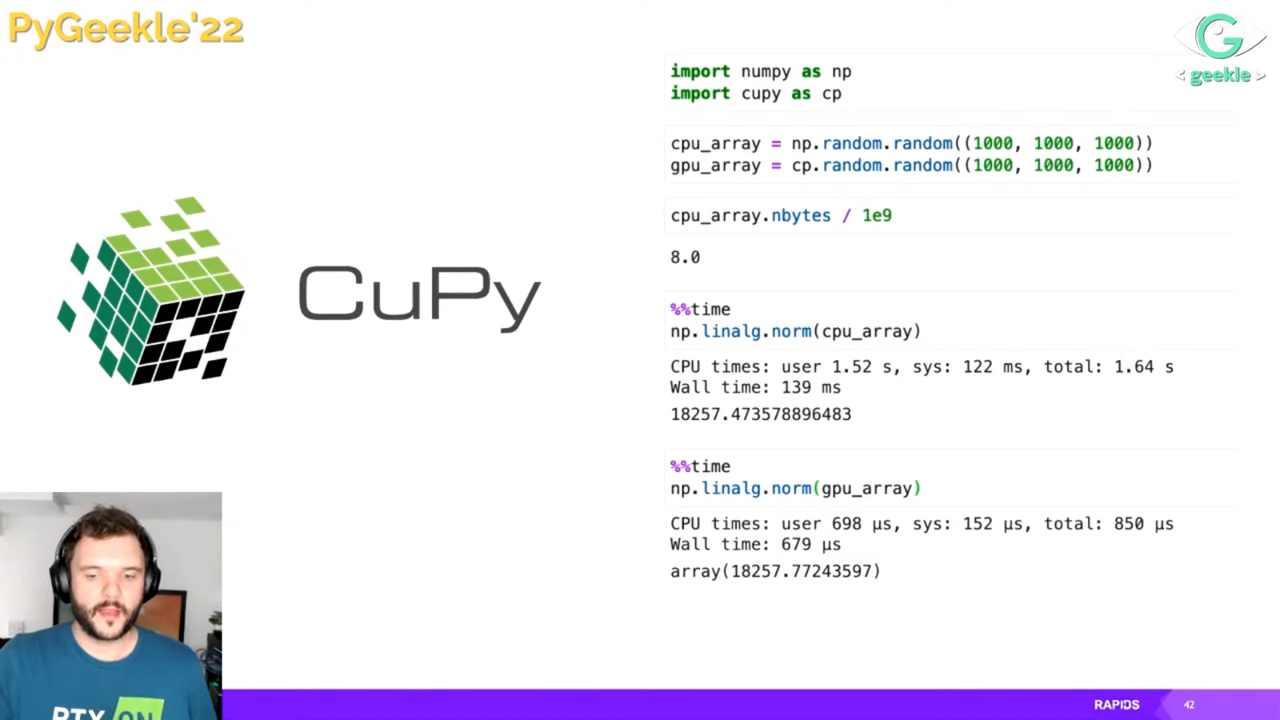 PyGeekle'22
G
< geekle >
import numpy as np
import cupy as cp
cpu_array = np.random.random((1000, 1000, 1000))
gpu_array = cp.random.random((1000, 1000, 1000))
cpu_array.nbytes / 1e9
8.0
%%time
np.linalg.norm(cpu_array)
CPU times: user 1.52 s, sys: 122 ms, total: 1.64 s
Wall time: 139 ms
18257.473578896483
%%time
np.linalg.norm(gpu_array)
CPU times: user 698 µs, sys: 152 µs, total: 850 µs
Wall time: 679 µs
array(18257.77243597)
CuPy
RTX ON
RAPIDS 42